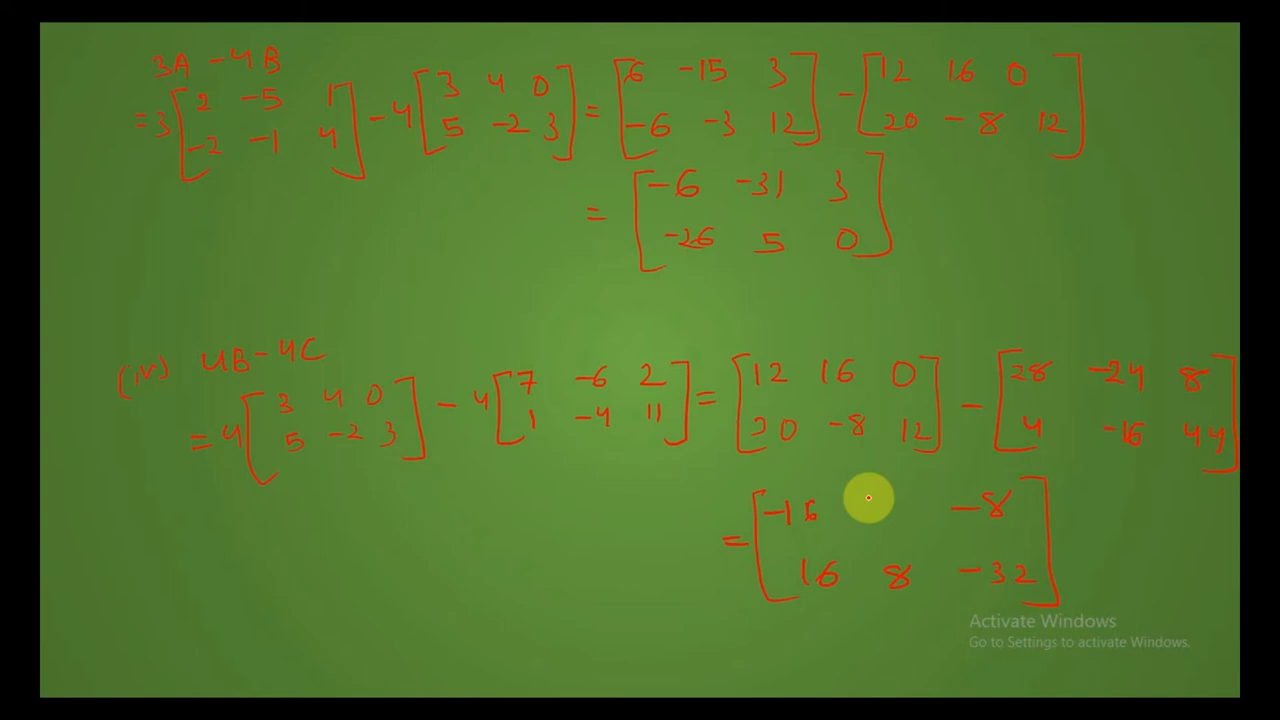 3A - 4B
= 3 [ 2 -5 1 ; -2 -1 4 ] - 4 [ 3 4 0 ; 5 -2 3 ] = [ 6 -15 3 ; -6 -3 12 ] - [ 12 16 0 ; 20 -8 12 ]
= [ -6 -31 3 ; -26 5 0 ]
(iv) 4B - 4C
= 4 [ 3 4 0 ; 5 -2 3 ] - 4 [ 7 -6 2 ; 1 -4 11 ] = [ 12 16 0 ; 20 -8 12 ] - [ 28 -24 8 ; 4 -16 44 ]
= [ -16 -8 ; 16 8 -32 ]
Activate Windows
Go to Settings to activate Windows.